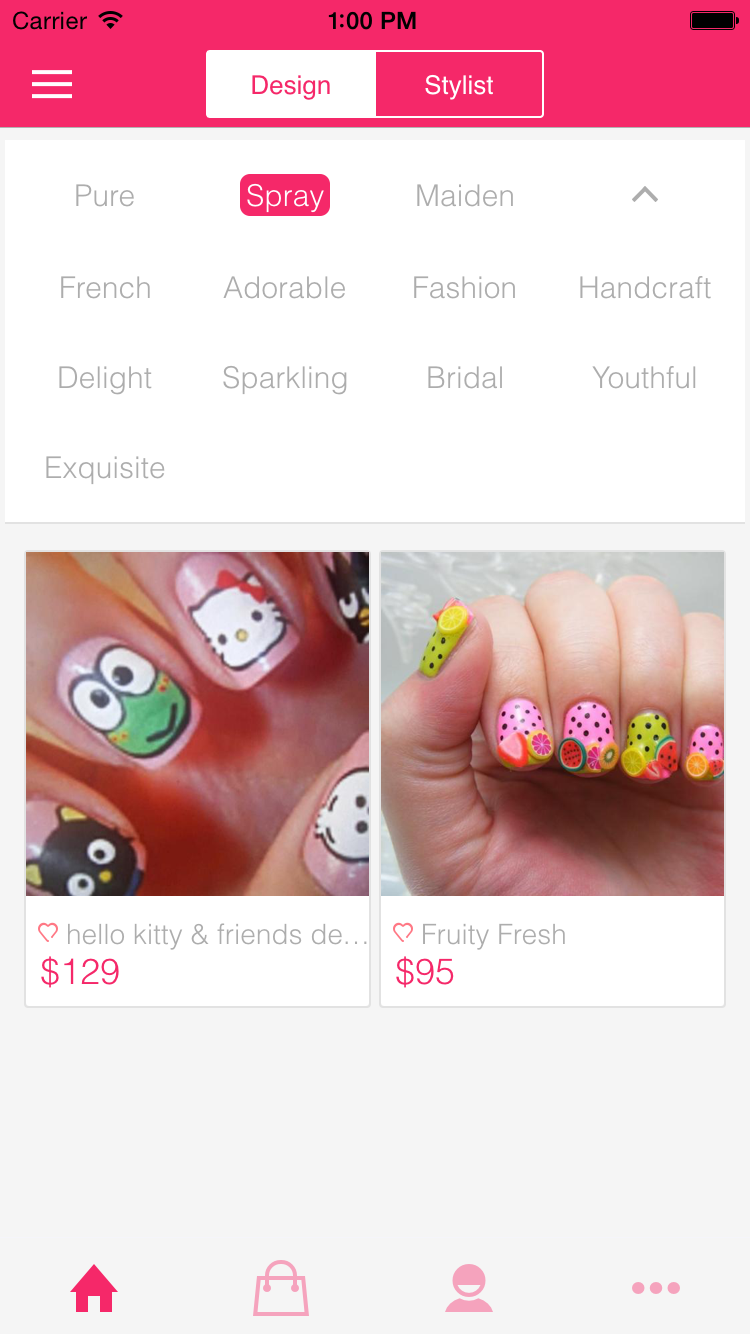 Carrier 1:00 PM
Design Stylist
Pure Spray Maiden
French Adorable Fashion Handcraft
Delight Sparkling Bridal Youthful
Exquisite
hello kitty & friends de...
$129
Fruity Fresh
$95